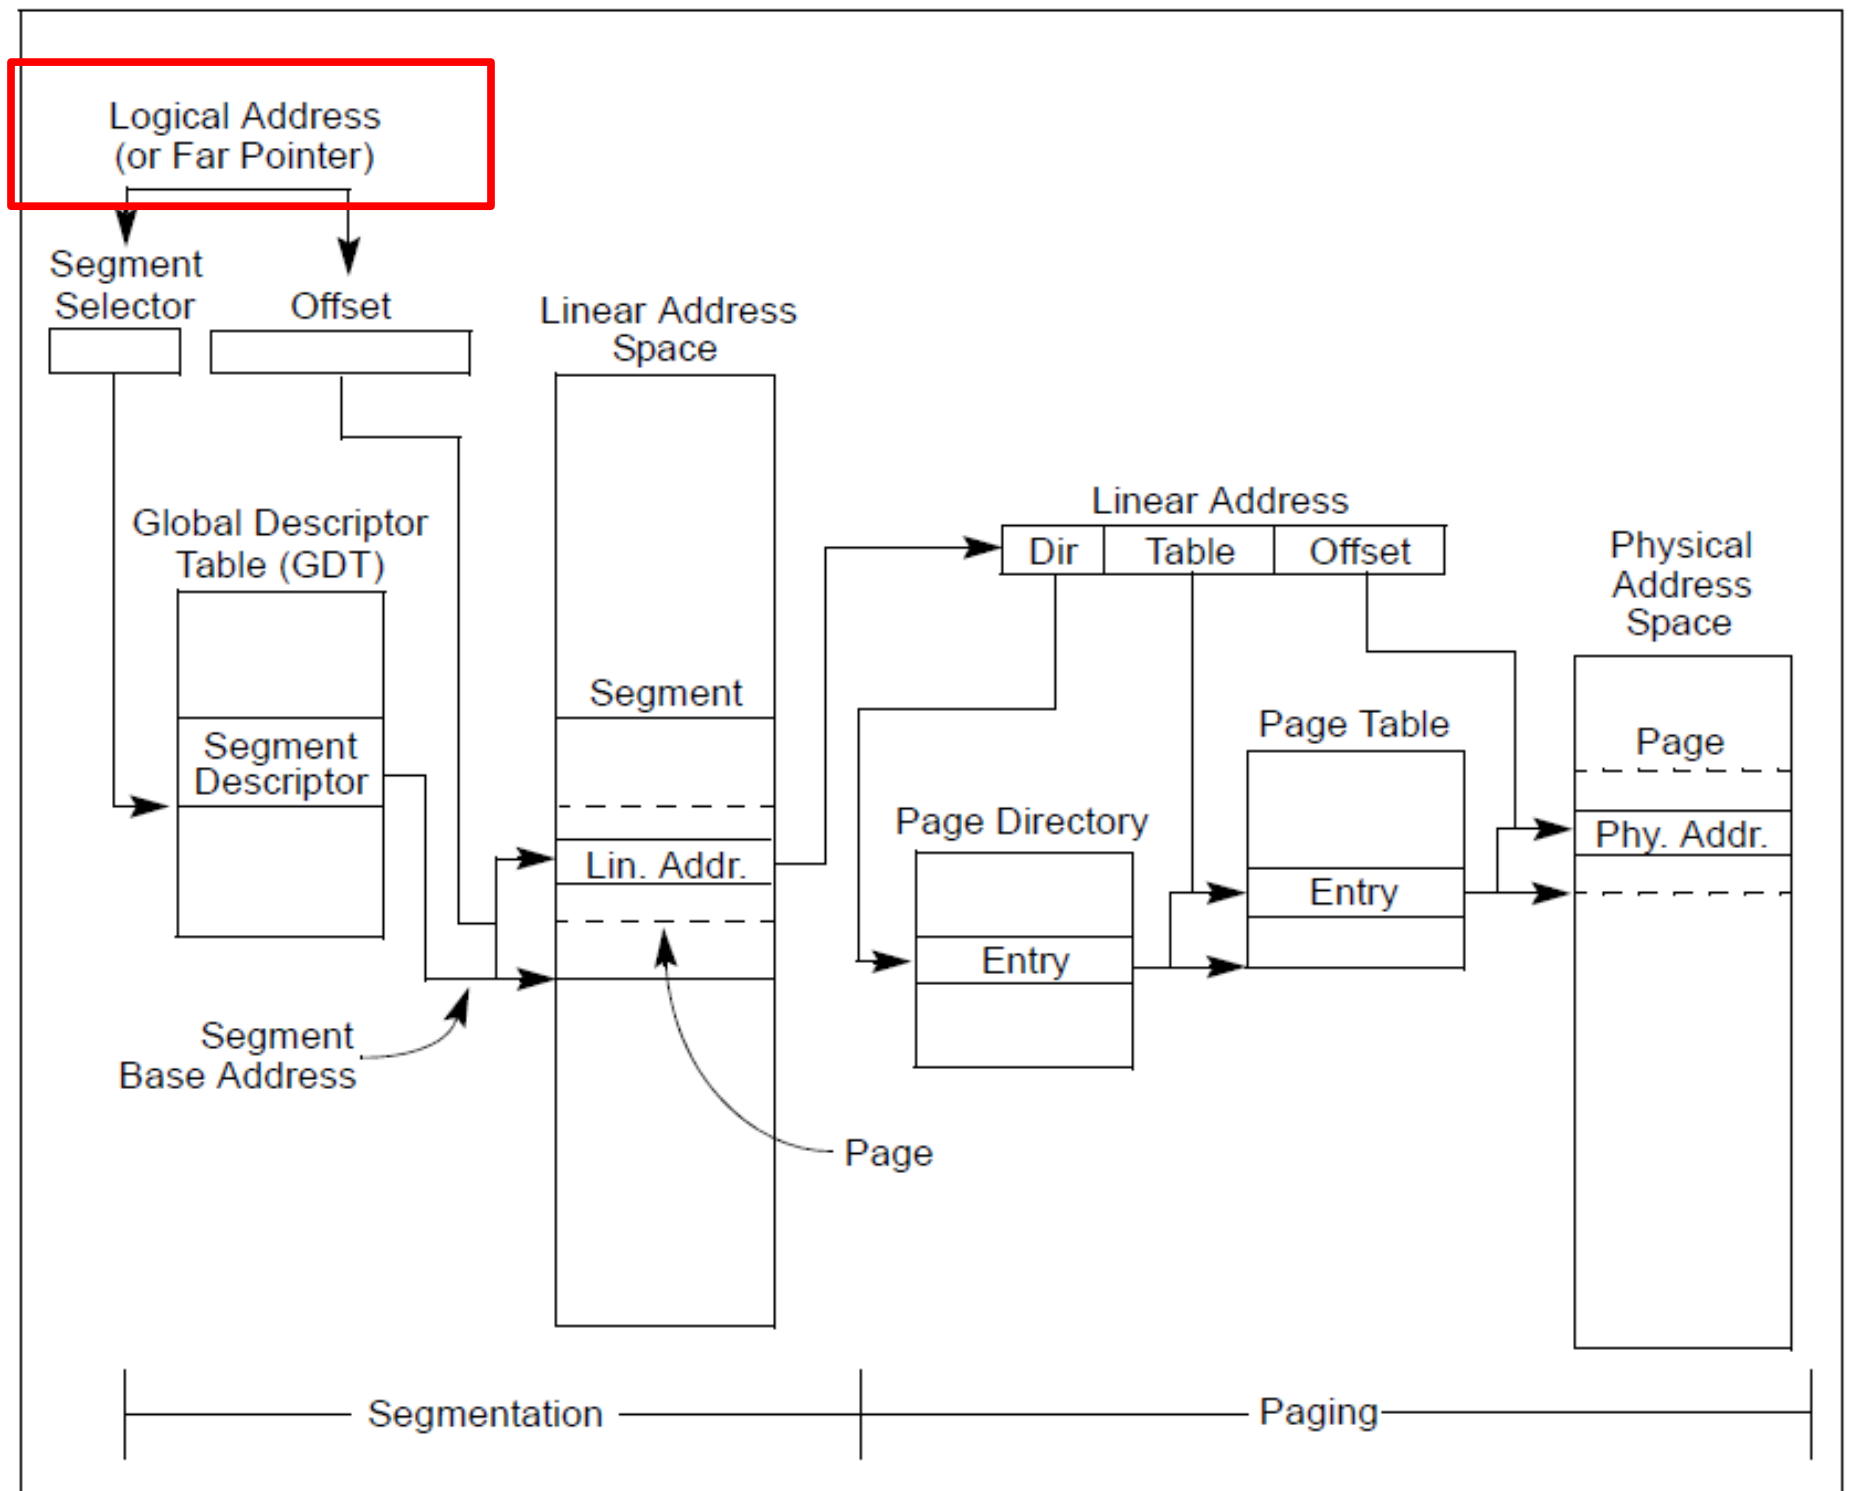 Logical Address
(or Far Pointer)
Segment
Selector
Offset
Linear Address
Space
Global Descriptor
Table (GDT)
Segment
Descriptor
Segment
Lin. Addr.
Segment
Base Address
Page
Linear Address
Dir Table Offset
Page Directory
Entry
Page Table
Entry
Physical
Address
Space
Page
Phy. Addr.
Segmentation
Paging